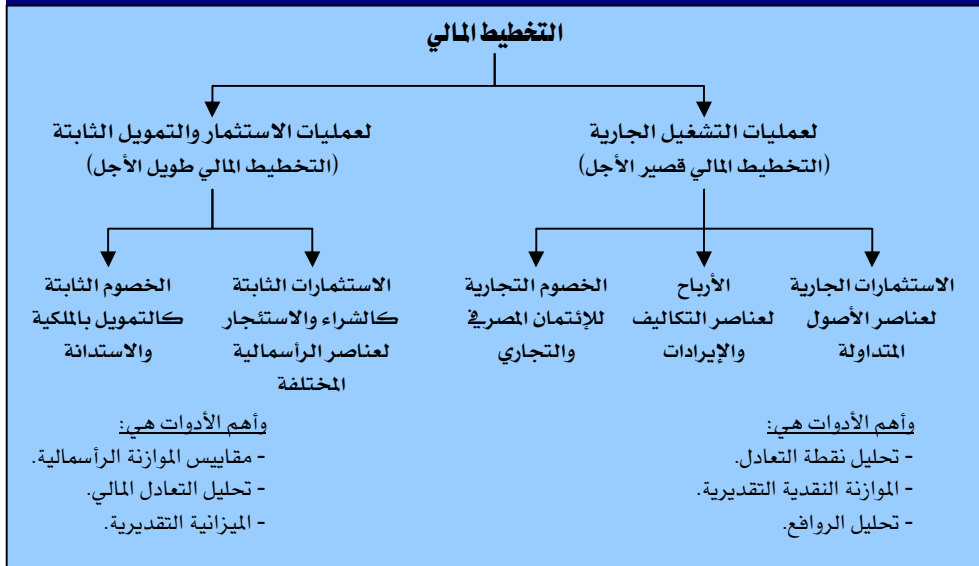 التخطيط المالي
لعمليات التشغيل الجارية
(التخطيط المالي قصير الأجل)
لعمليات الاستثمار والتمويل الثابتة
(التخطيط المالي طويل الأجل)
الاستثمارات الجارية
لعناصر الأصول
المتداولة
الأرباح
لعناصر التكاليف
والإيرادات
الخصوم التجارية
للإئتمان المصرفي
والتجاري
الاستثمارات الثابتة
كالشراء والاستئجار
لعناصر الرأسمالية
المختلفة
الخصوم الثابتة
كالتمويل بالملكية
والاستدانة
وأهم الأدوات هي:
- تحليل نقطة التعادل.
- الموازنة النقدية التقديرية.
- تحليل الروافع.
وأهم الأدوات هي:
- مقاييس الموازنة الرأسمالية.
- تحليل التعادل المالي.
- الميزانية التقديرية.